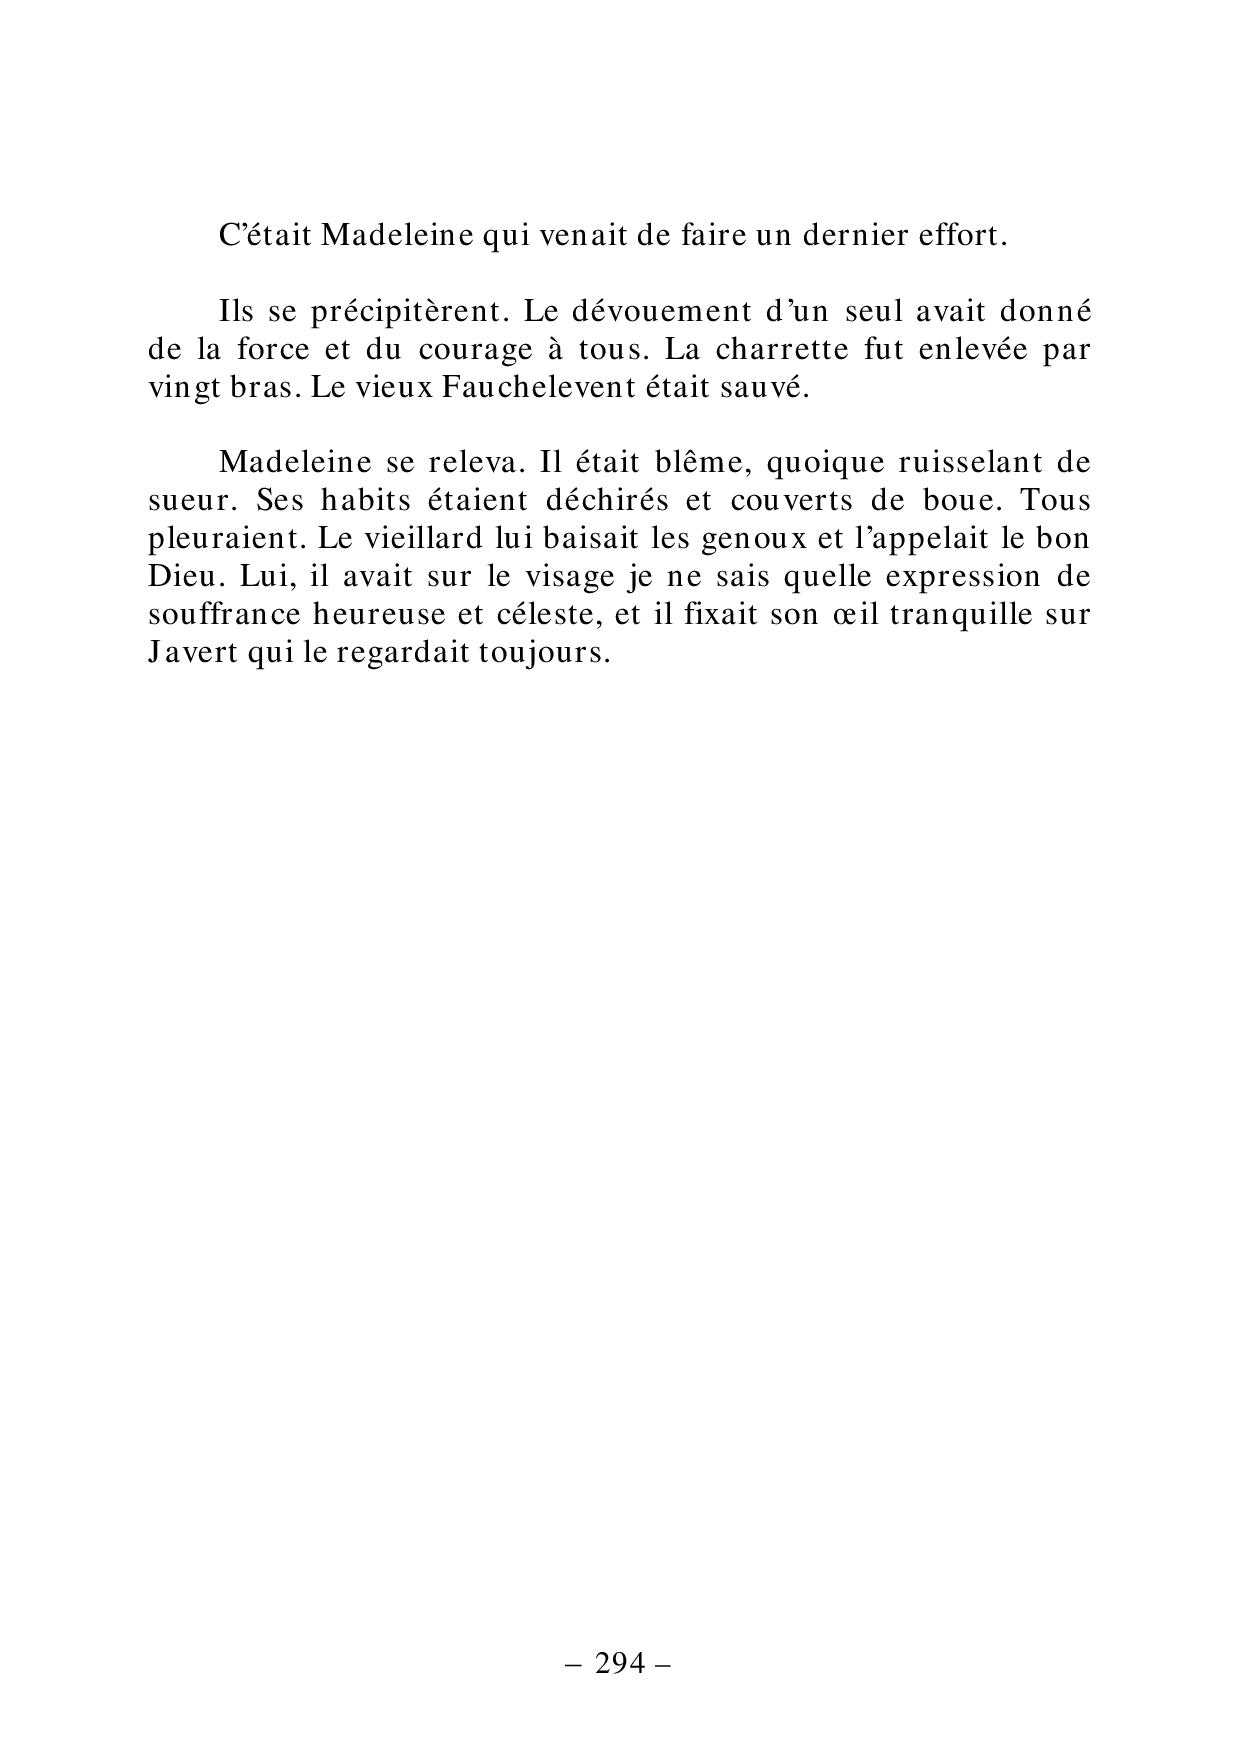 C’était Madeleine qui venait de faire un dernier effort.
Ils se précipitèrent. Le dévouement d’un seul avait donné
de la force et du courage à tous. La charrette fut enlevée par
vingt bras. Le vieux Fauchelevent était sauvé.
Madeleine se releva. Il était blême, quoique ruisselant de
sueur. Ses habits étaient déchirés et couverts de boue. Tous
pleuraient. Le vieillard lui baisait les genoux et l’appelait le bon
Dieu. Lui, il avait sur le visage je ne sais quelle expression de
souffrance heureuse et céleste, et il fixait son œil tranquille sur
Javert qui le regardait toujours.
– 294 –